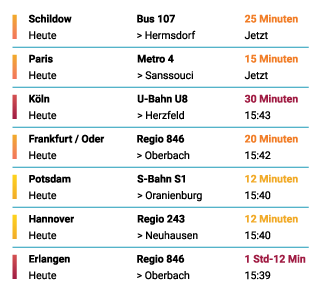 Schildow Bus 107 25 Minuten
Heute > Hermsdorf Jetzt
Paris Metro 4 15 Minuten
Heute > Sanssouci Jetzt
Köln U-Bahn U8 30 Minuten
Heute > Herzfeld 15:43
Frankfurt / Oder Regio 846 20 Minuten
Heute > Oberbach 15:42
Potsdam S-Bahn S1 12 Minuten
Heute > Oranienburg 15:40
Hannover Regio 243 12 Minuten
Heute > Neuhausen 15:40
Erlangen Regio 846 1 Std-12 Min
Heute > Oberbach 15:39